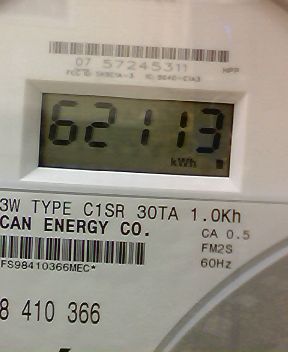 07 57245311
HPP
62113
kWh
3W TYPE C1SR 30TA 1.0Kh
CAN ENERGY CO.
CA 0.5
FM2S
60Hz
FS98410366MEC*
8 410 366